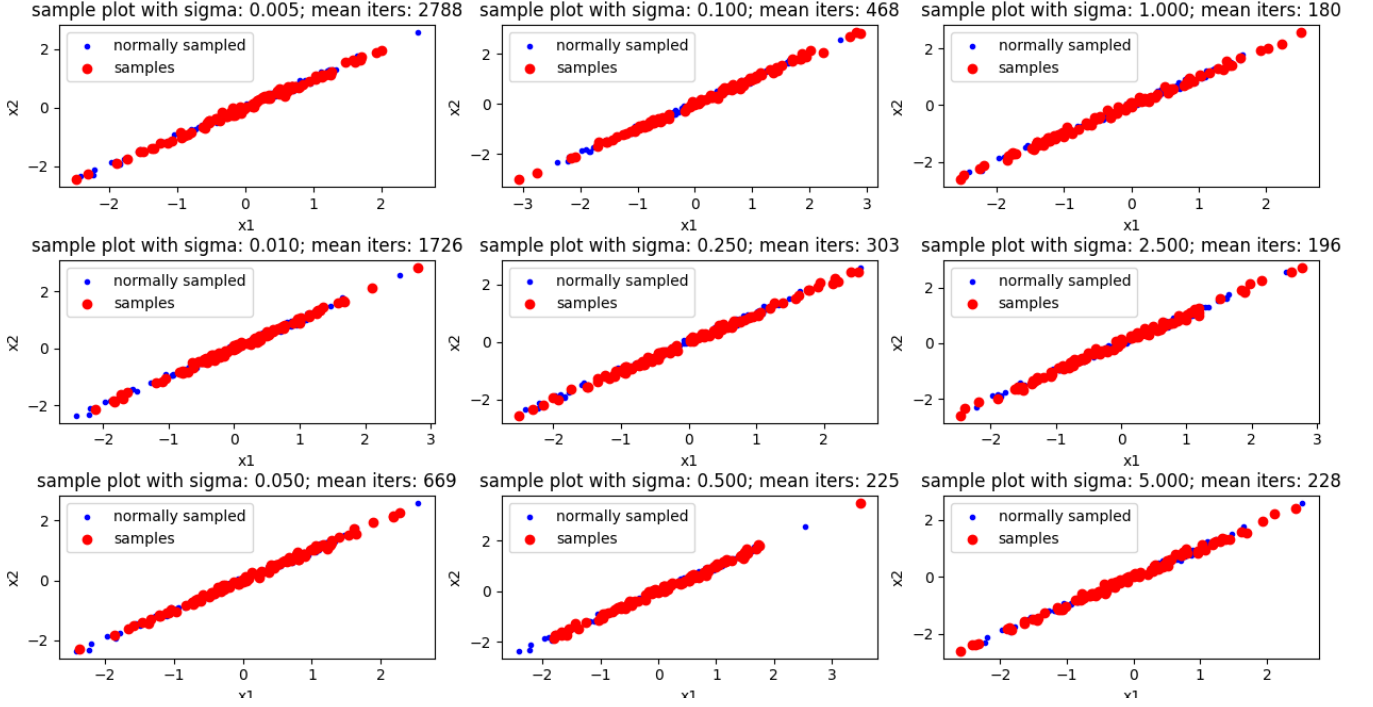 sample plot with sigma: 0.005; mean iters: 2788
normally sampled
samples
2
0
−2
x2
−2
−1
0
1
2
x1
sample plot with sigma: 0.100; mean iters: 468
normally sampled
samples
2
0
−2
x2
−3
−2
−1
0
1
2
3
x1
sample plot with sigma: 1.000; mean iters: 180
normally sampled
samples
2
0
−2
x2
−2
−1
0
1
2
x1
sample plot with sigma: 0.010; mean iters: 1726
normally sampled
samples
2
0
−2
x2
−2
−1
0
1
2
3
x1
sample plot with sigma: 0.250; mean iters: 303
normally sampled
samples
2
0
−2
x2
−2
−1
0
1
2
x1
sample plot with sigma: 2.500; mean iters: 196
normally sampled
samples
2
0
−2
x2
−2
−1
0
1
2
3
x1
sample plot with sigma: 0.050; mean iters: 669
normally sampled
samples
2
0
−2
x2
−2
−1
0
1
2
x1
sample plot with sigma: 0.500; mean iters: 225
normally sampled
samples
2
0
−2
x2
−2
−1
0
1
2
3
x1
sample plot with sigma: 5.000; mean iters: 228
normally sampled
samples
2
0
−2
x2
−2
−1
0
1
2
x1